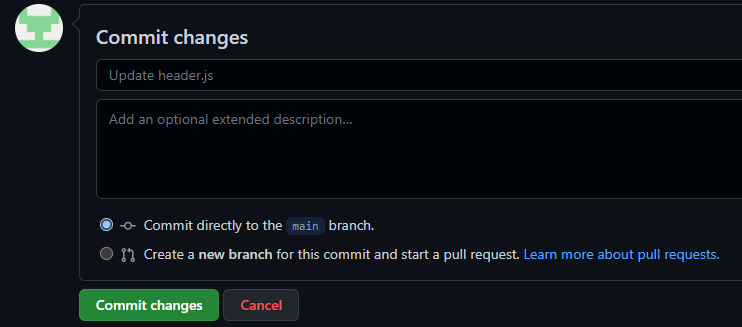 Commit changes
Update header.js
Add an optional extended description...
Commit directly to the main branch.
Create a new branch for this commit and start a pull request. Learn more about pull requests.
Commit changes
Cancel